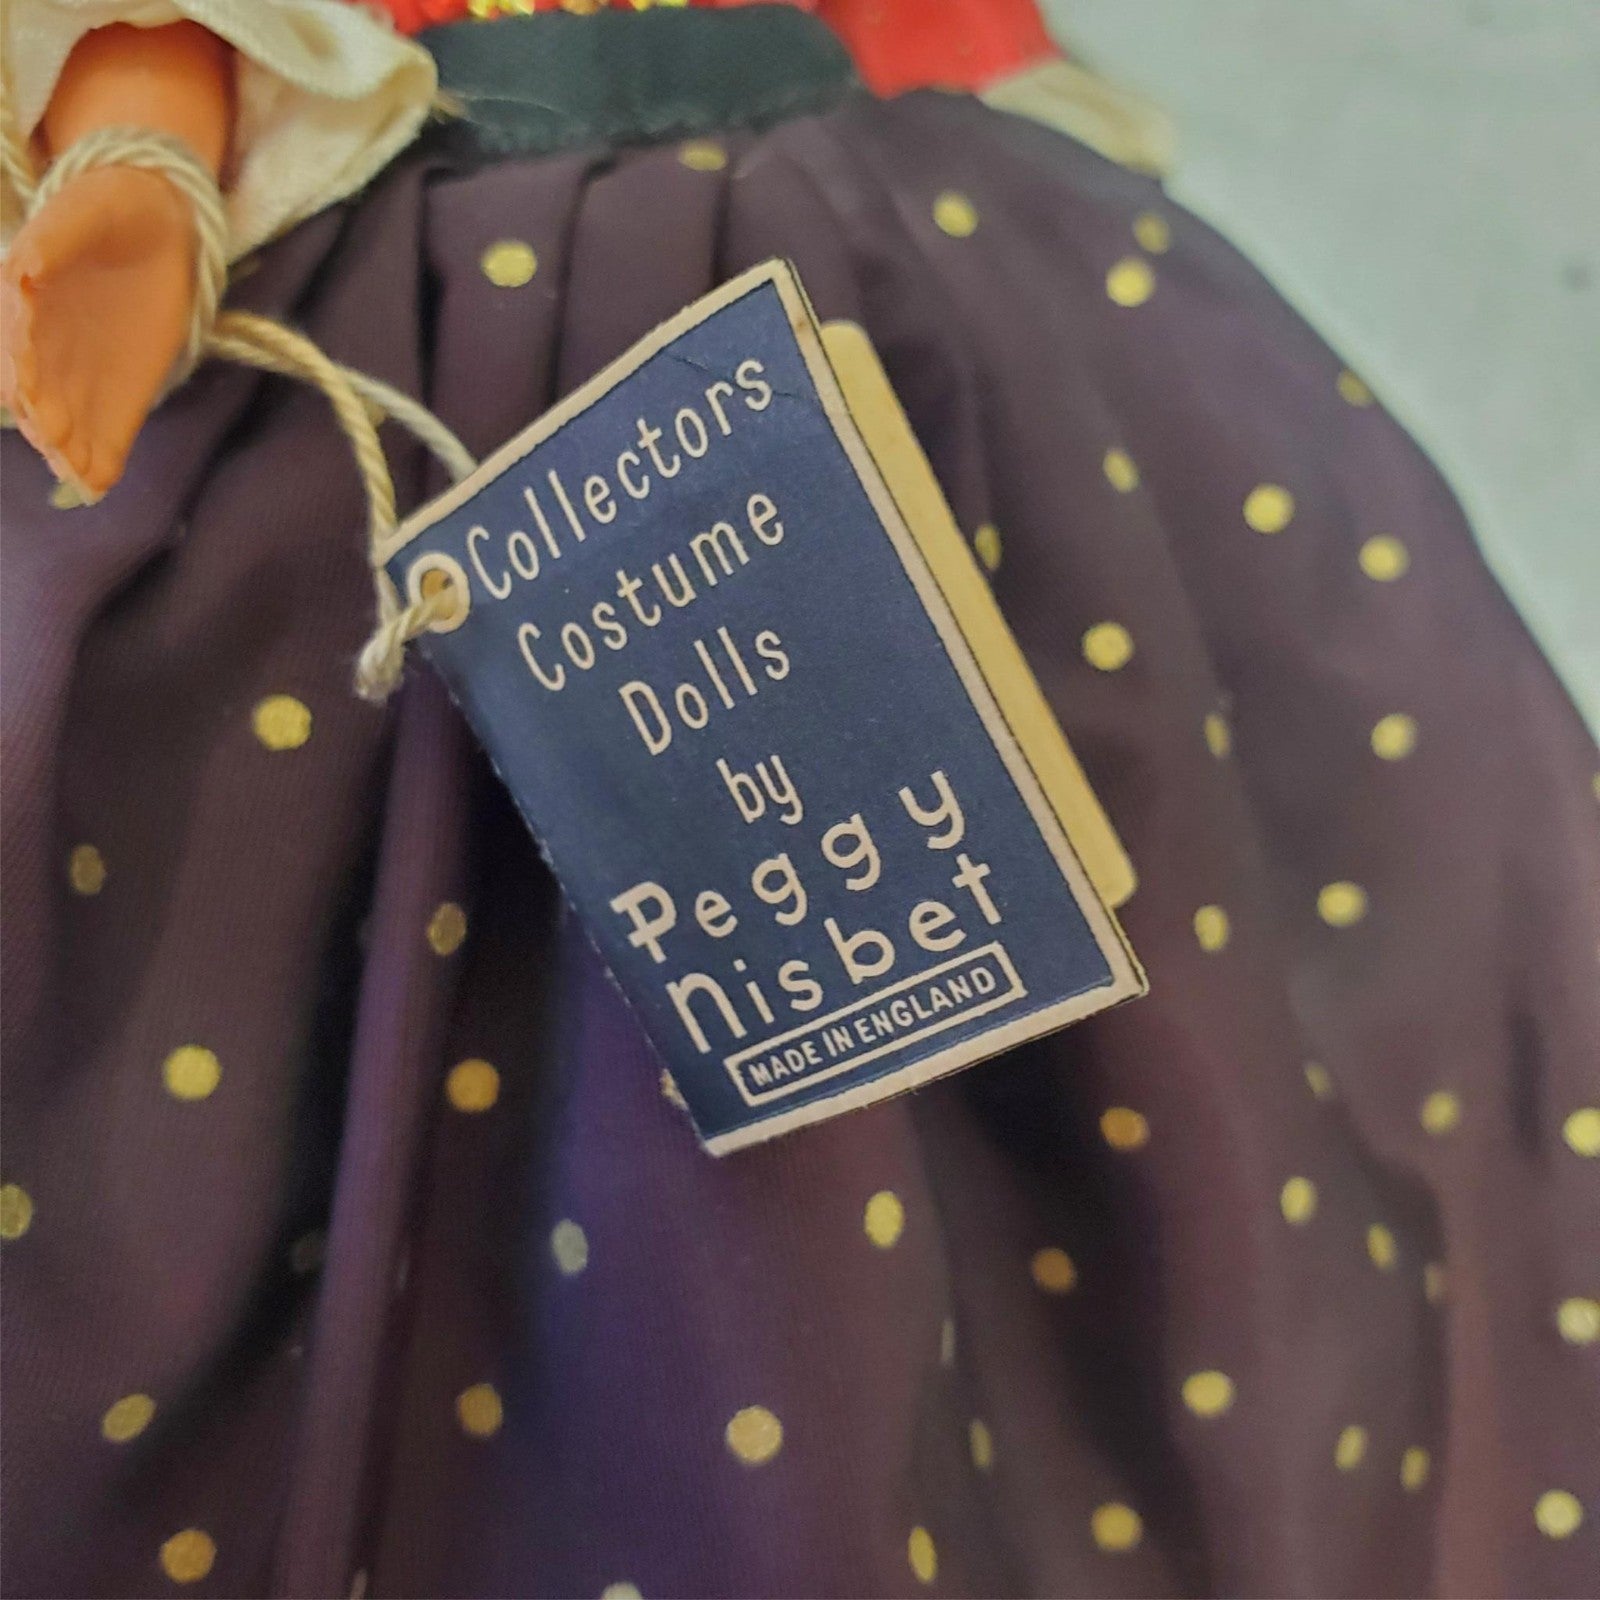 Collectors
Costume
Dolls
by
Peggy
Nisbet
MADE IN ENGLAND